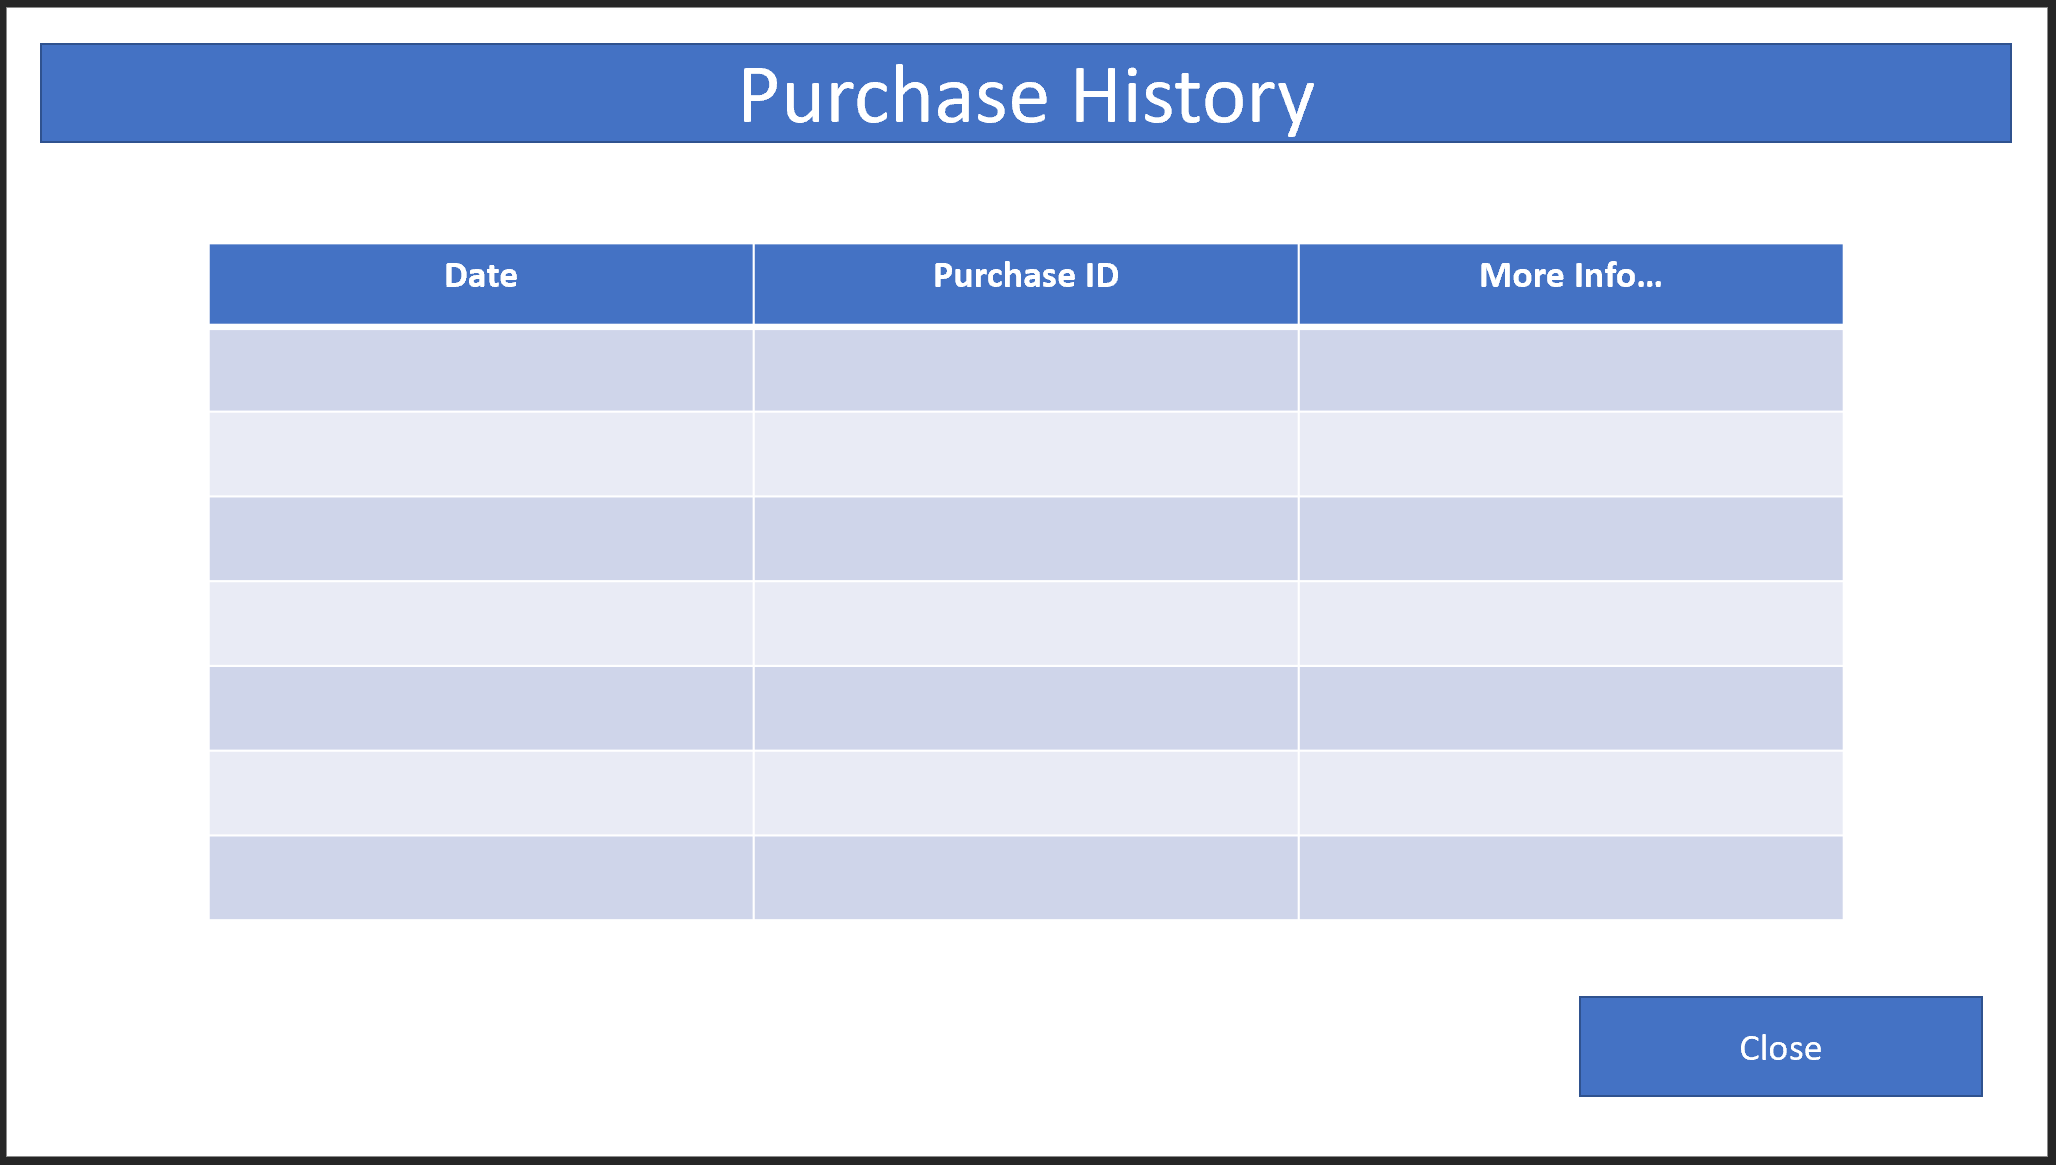 Purchase History
Date
Purchase ID
More Info...
Close